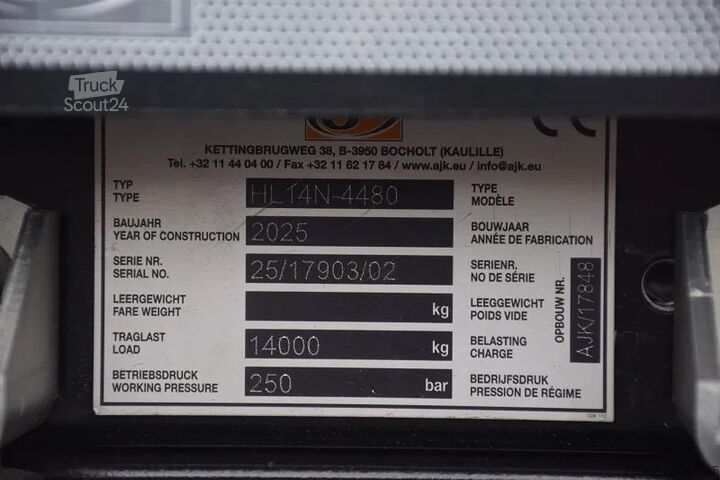 Truck
Scout24
KETTINGBRUGWEG 38, B-3950 BOCHOLT (KAULILLE)
Tel. +32 11 44 04 00 / Fax +32 11 62 17 84 / www.ajk.eu / info@ajk.eu
TYP HL14N-4480 TYPE
TYPE MODÈLE
BAUJAHR 2025 BOUWJAAR
YEAR OF CONSTRUCTION ANNÉE DE FABRICATION
SERIE NR. 25/17903/02 SERIENR.
SERIAL NO. NO DE SÉRIE
LEERGEWICHT kg LEEGGEWICHT
FARE WEIGHT POIDS VIDE
TRAGLAST 14000 kg BELASTING
LOAD CHARGE
BETRIEBSDRUCK 250 bar BEDRIJFSDRUK
WORKING PRESSURE PRESSION DE RÉGIME
OPBOUW NR. AJK/17848